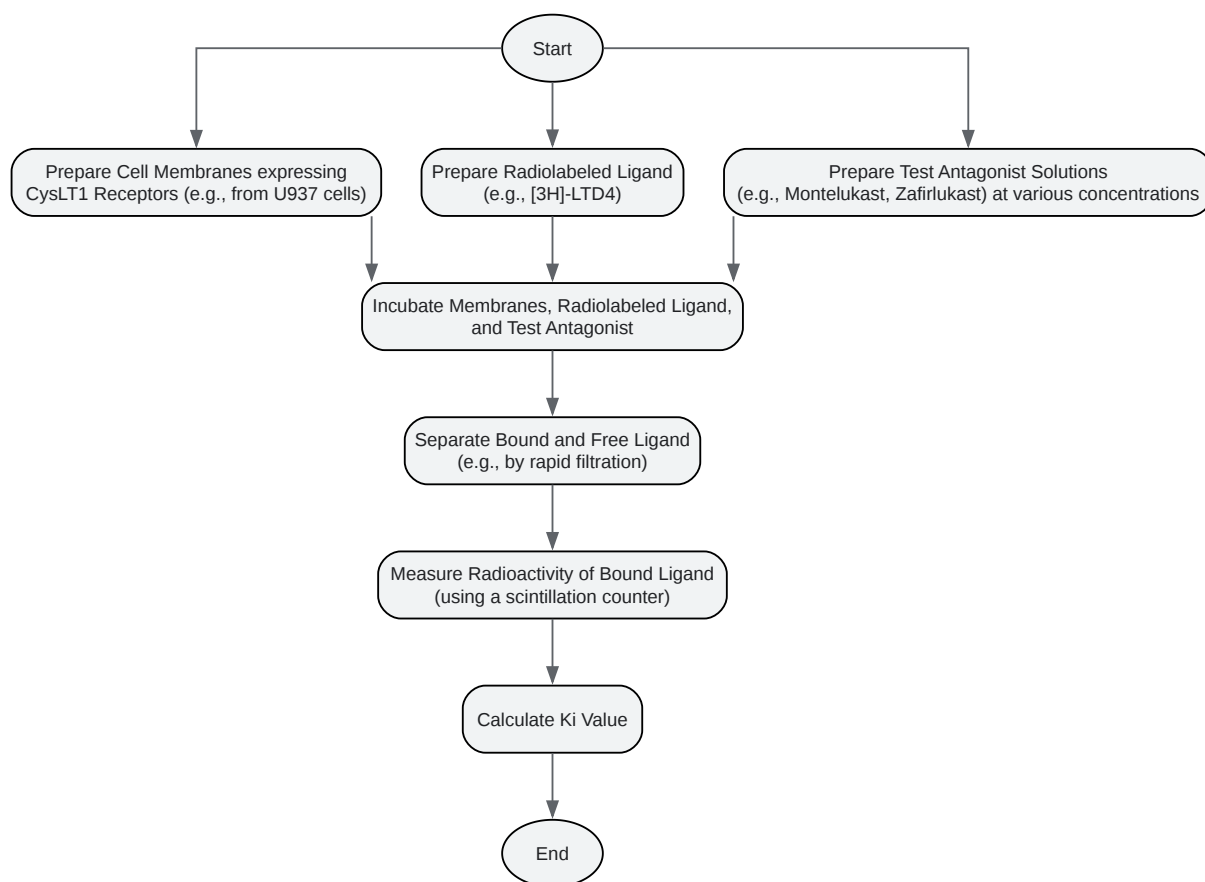 Start
Prepare Cell Membranes expressing
CysLT1 Receptors (e.g., from U937 cells)
Prepare Radiolabeled Ligand
(e.g., [3H]-LTD4)
Prepare Test Antagonist Solutions
(e.g., Montelukast, Zafirlukast) at various concentrations
Incubate Membranes, Radiolabeled Ligand,
and Test Antagonist
Separate Bound and Free Ligand
(e.g., by rapid filtration)
Measure Radioactivity of Bound Ligand
(using a scintillation counter)
Calculate Ki Value
End